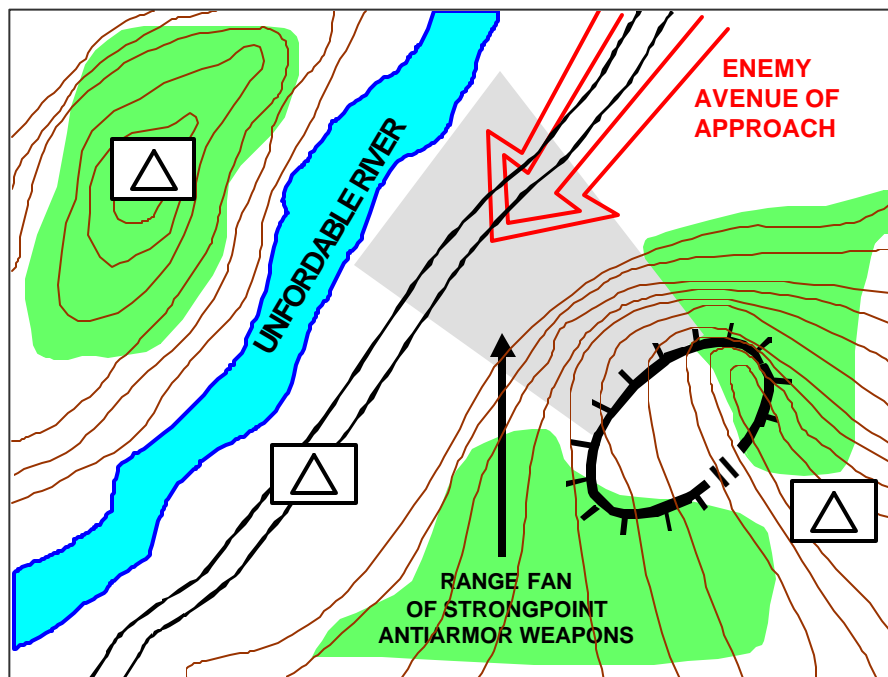 ENEMY
AVENUE OF
APPROACH
UNFORDABLE RIVER
RANGE FAN
OF STRONGPOINT
ANTIARMOR WEAPONS